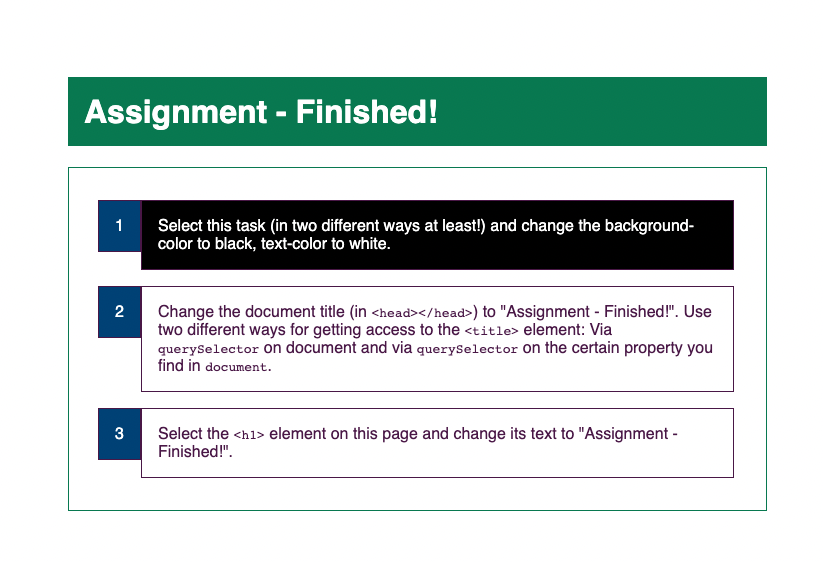 Assignment - Finished!
1
Select this task (in two different ways at least!) and change the background-
color to black, text-color to white.
2
Change the document title (in <head></head>) to "Assignment - Finished!". Use
two different ways for getting access to the <title> element: Via
querySelector on document and via querySelector on the certain property you
find in document.
3
Select the <h1> element on this page and change its text to "Assignment -
Finished!".